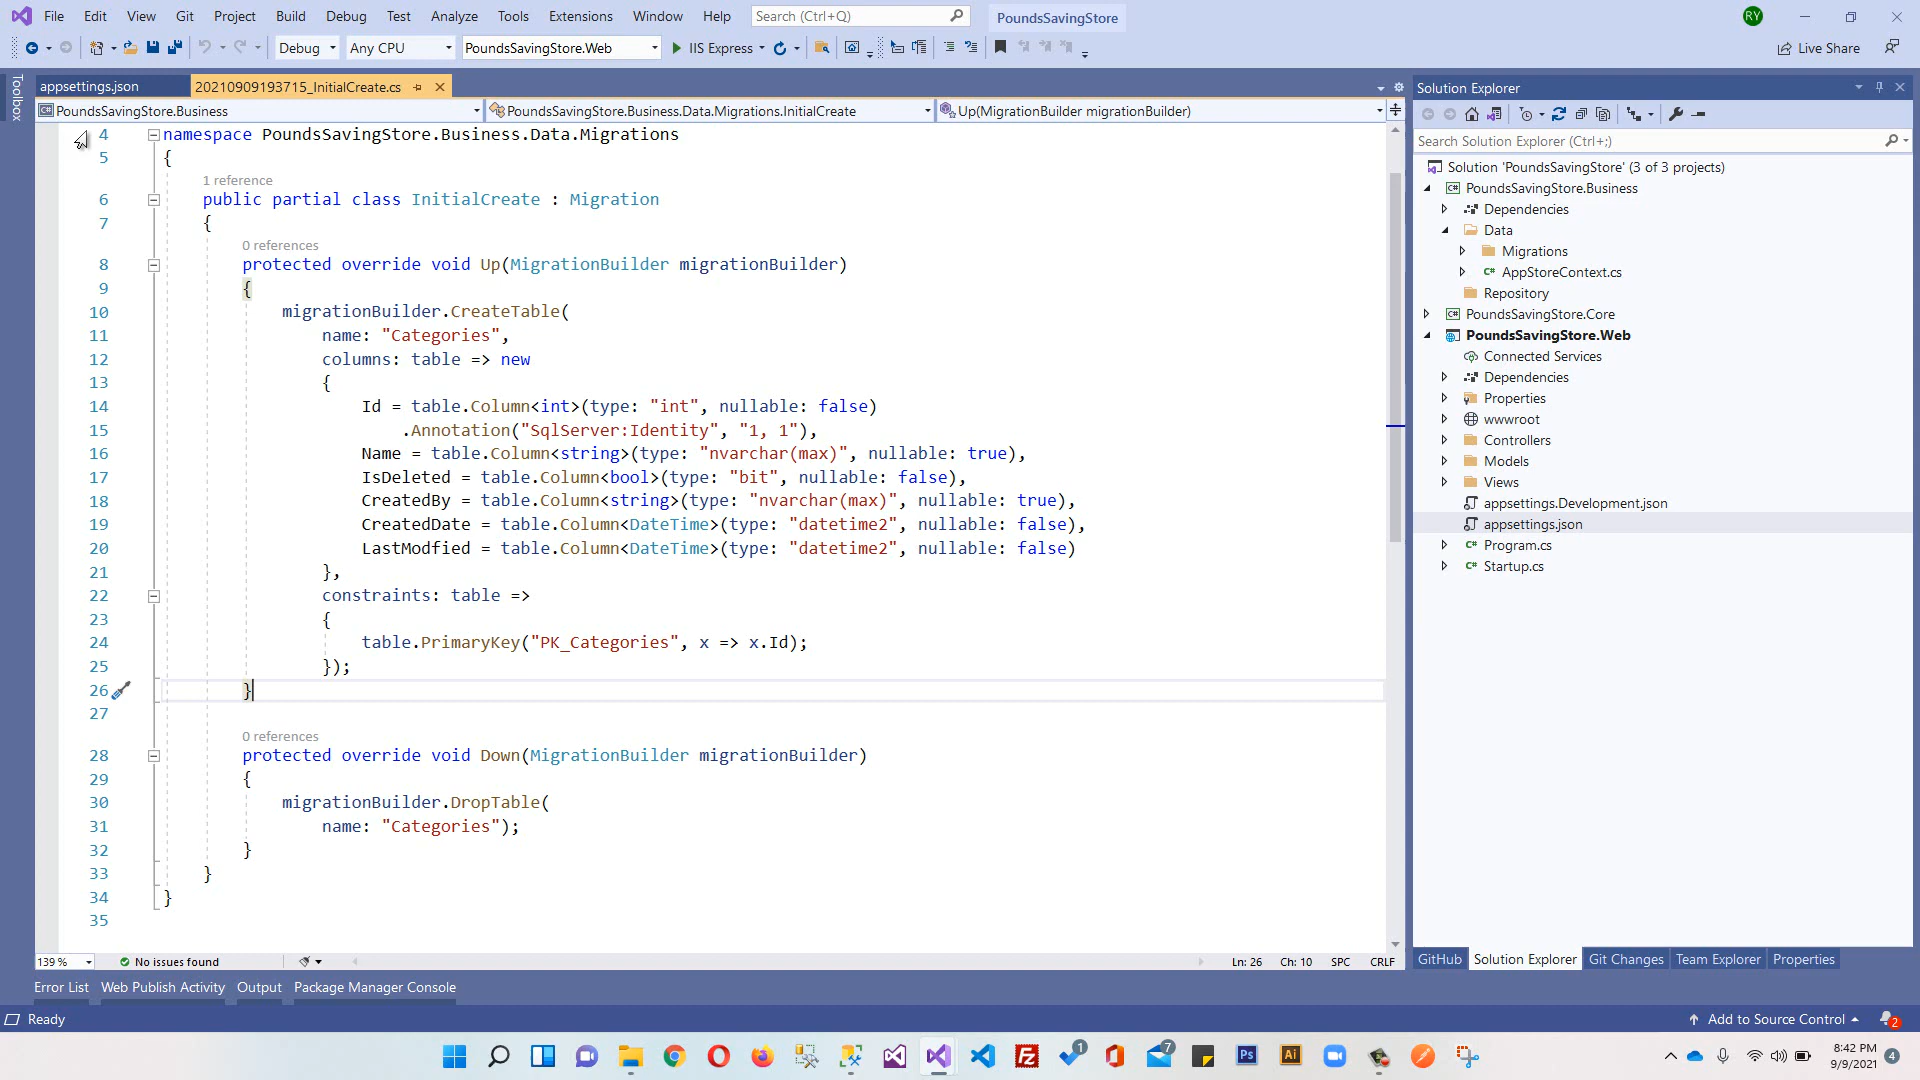 File Edit View Git Project Build Debug Test Analyze Tools Extensions Window Help Search (Ctrl+Q) PoundsSavingStore RY
Debug Any CPU PoundsSavingStore.Web IIS Express Live Share
Toolbox
appsettings.json 20210909193715_InitialCreate.cs
PoundsSavingStore.Business PoundsSavingStore.Business.Data.Migrations.InitialCreate Up(MigrationBuilder migrationBuilder)
4 namespace PoundsSavingStore.Business.Data.Migrations
5 {
1 reference
6 public partial class InitialCreate : Migration
7 {
0 references
8 protected override void Up(MigrationBuilder migrationBuilder)
9 {
10 migrationBuilder.CreateTable(
11 name: "Categories",
12 columns: table => new
13 {
14 Id = table.Column<int>(type: "int", nullable: false)
15 .Annotation("SqlServer:Identity", "1, 1"),
16 Name = table.Column<string>(type: "nvarchar(max)", nullable: true),
17 IsDeleted = table.Column<bool>(type: "bit", nullable: false),
18 CreatedBy = table.Column<string>(type: "nvarchar(max)", nullable: true),
19 CreatedDate = table.Column<DateTime>(type: "datetime2", nullable: false),
20 LastModfied = table.Column<DateTime>(type: "datetime2", nullable: false)
21 },
22 constraints: table =>
23 {
24 table.PrimaryKey("PK_Categories", x => x.Id);
25 });
26 }
27
0 references
28 protected override void Down(MigrationBuilder migrationBuilder)
29 {
30 migrationBuilder.DropTable(
31 name: "Categories");
32 }
33 }
34 }
35
139 % No issues found Ln: 26 Ch: 10 SPC CRLF
Solution Explorer
Search Solution Explorer (Ctrl+;)
Solution 'PoundsSavingStore' (3 of 3 projects)
PoundsSavingStore.Business
Dependencies
Data
Migrations
AppStoreContext.cs
Repository
PoundsSavingStore.Core
PoundsSavingStore.Web
Connected Services
Dependencies
Properties
wwwroot
Controllers
Models
Views
appsettings.Development.json
appsettings.json
Program.cs
Startup.cs
GitHub Solution Explorer Git Changes Team Explorer Properties
Error List Web Publish Activity Output Package Manager Console
Ready Add to Source Control 2
1 7 Ps Ai
8:42 PM
9/9/2021 4